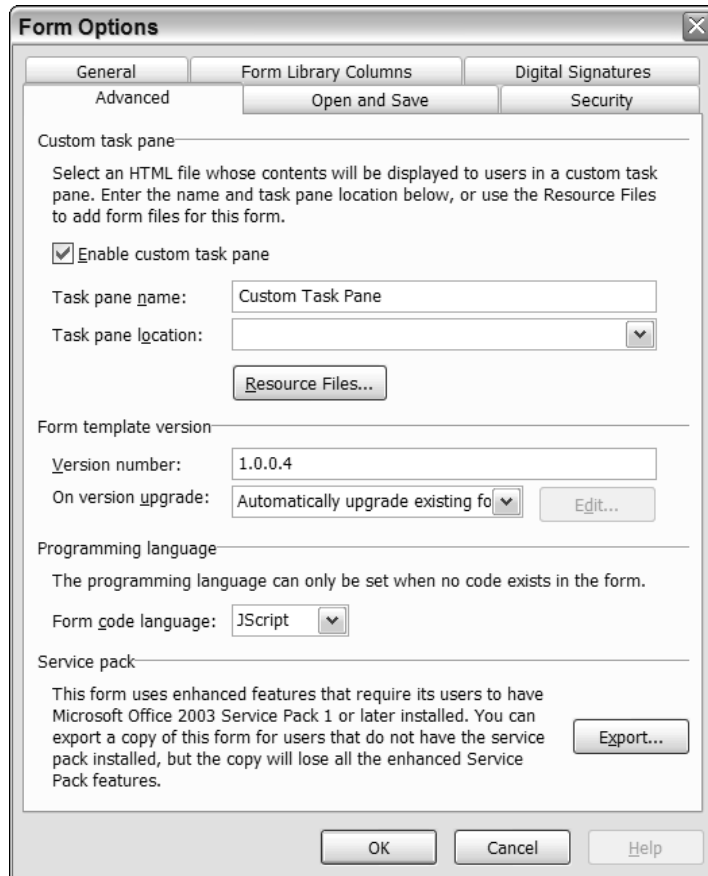 Form Options
General
Form Library Columns
Digital Signatures
Advanced
Open and Save
Security
Custom task pane
Select an HTML file whose contents will be displayed to users in a custom task
pane. Enter the name and task pane location below, or use the Resource Files
to add form files for this form.
Enable custom task pane
Task pane name:
Custom Task Pane
Task pane location:
Resource Files...
Form template version
Version number:
1.0.0.4
On version upgrade:
Automatically upgrade existing fo
Edit...
Programming language
The programming language can only be set when no code exists in the form.
Form code language:
JScript
Service pack
This form uses enhanced features that require its users to have
Microsoft Office 2003 Service Pack 1 or later installed. You can
export a copy of this form for users that do not have the service
pack installed, but the copy will lose all the enhanced Service
Pack features.
Export...
OK
Cancel
Help